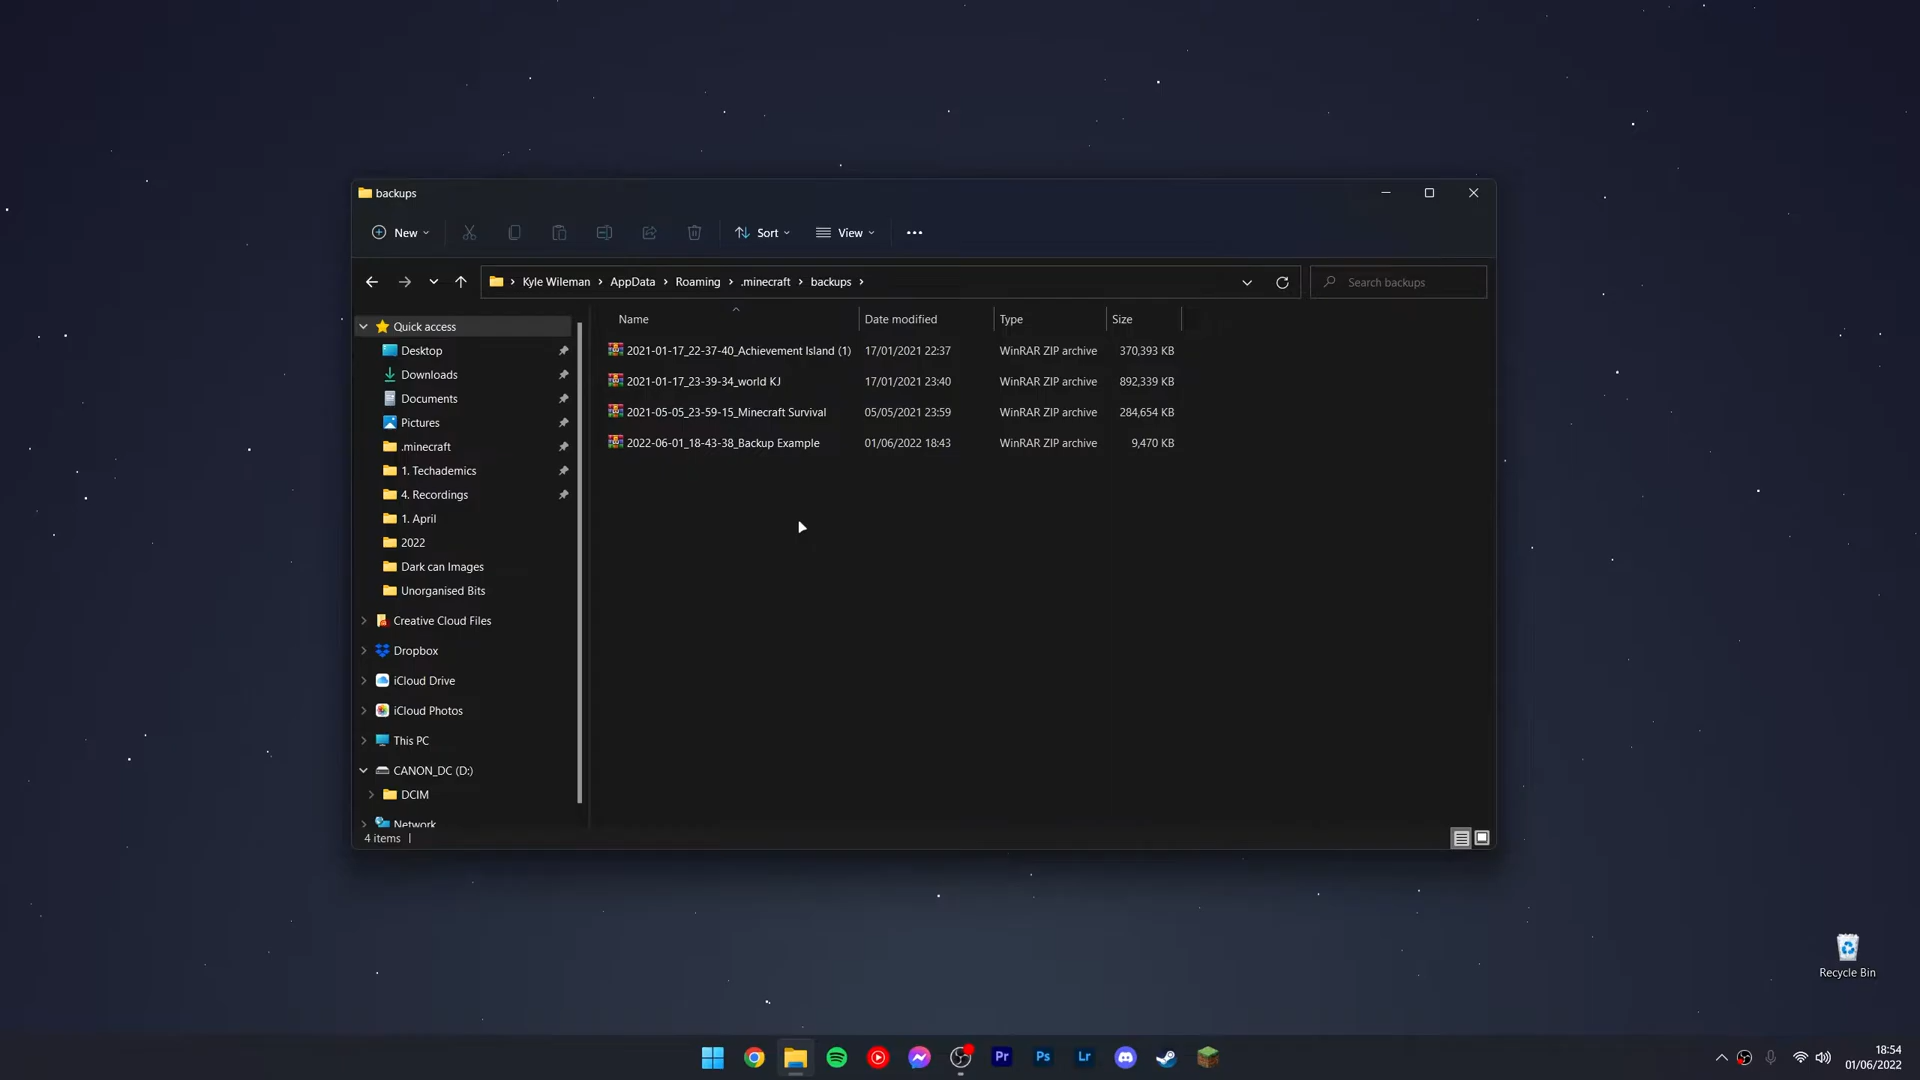 backups
New
Sort
View
Kyle Wileman > AppData > Roaming > .minecraft > backups >
Search backups
Name
Date modified
Type
Size
2021-01-17_22-37-40_Achievement Island (1) 17/01/2021 22:37 WinRAR ZIP archive 370,393 KB
2021-01-17_23-39-34_world KJ 17/01/2021 23:40 WinRAR ZIP archive 892,339 KB
2021-05-05_23-59-15_Minecraft Survival 05/05/2021 23:59 WinRAR ZIP archive 284,654 KB
2022-06-01_18-43-38_Backup Example 01/06/2022 18:43 WinRAR ZIP archive 9,470 KB
Quick access
Desktop
Downloads
Documents
Pictures
.minecraft
1. Techademics
4. Recordings
1. April
2022
Dark can Images
Unorganised Bits
Creative Cloud Files
Dropbox
iCloud Drive
iCloud Photos
This PC
CANON_DC (D:)
DCIM
Network
4 items
Recycle Bin
Pr
Ps
Lr
18:54
01/06/2022